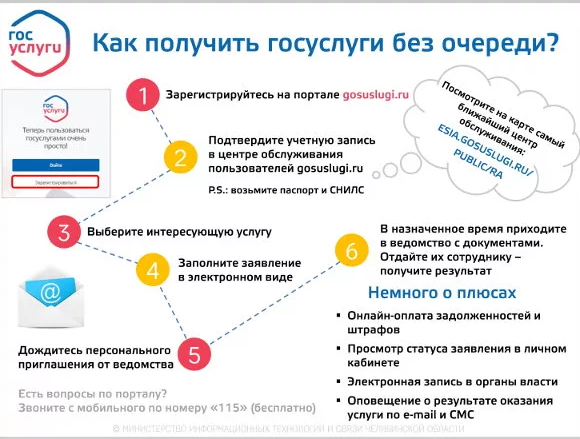 гос
услуги
Как получить госуслуги без очереди?
1
Зарегистрируйтесь на портале gosuslugi.ru
гос
услуги
Теперь пользоваться
госуслугами очень
просто!
Войти
Зарегистрироваться
2
Подтвердите учетную запись
в центре обслуживания
пользователей gosuslugi.ru
P.S.: возьмите паспорт и СНИЛС
Посмотрите на карте самый
ближайший центр
обслуживания:
ESIA.GOSUSLUGI.RU/
PUBLIC/RA
3
Выберите интересующую услугу
4
Заполните заявление
в электронном виде
@
5
Дождитесь персонального
приглашения от ведомства
6
В назначенное время приходите
в ведомство с документами.
Отдайте их сотруднику –
получите результат
Немного о плюсах
▪ Онлайн-оплата задолженностей и
штрафов
▪ Просмотр статуса заявления в личном
кабинете
▪ Электронная запись в органы власти
▪ Оповещение о результате оказания
услуги по e-mail и СМС
Есть вопросы по порталу?
Звоните с мобильного по номеру «115» (бесплатно)
© МИНИСТЕРСТВО ИНФОРМАЦИОННЫХ ТЕХНОЛОГИЙ И СВЯЗИ ЧЕЛЯБИНСКОЙ ОБЛАСТИ